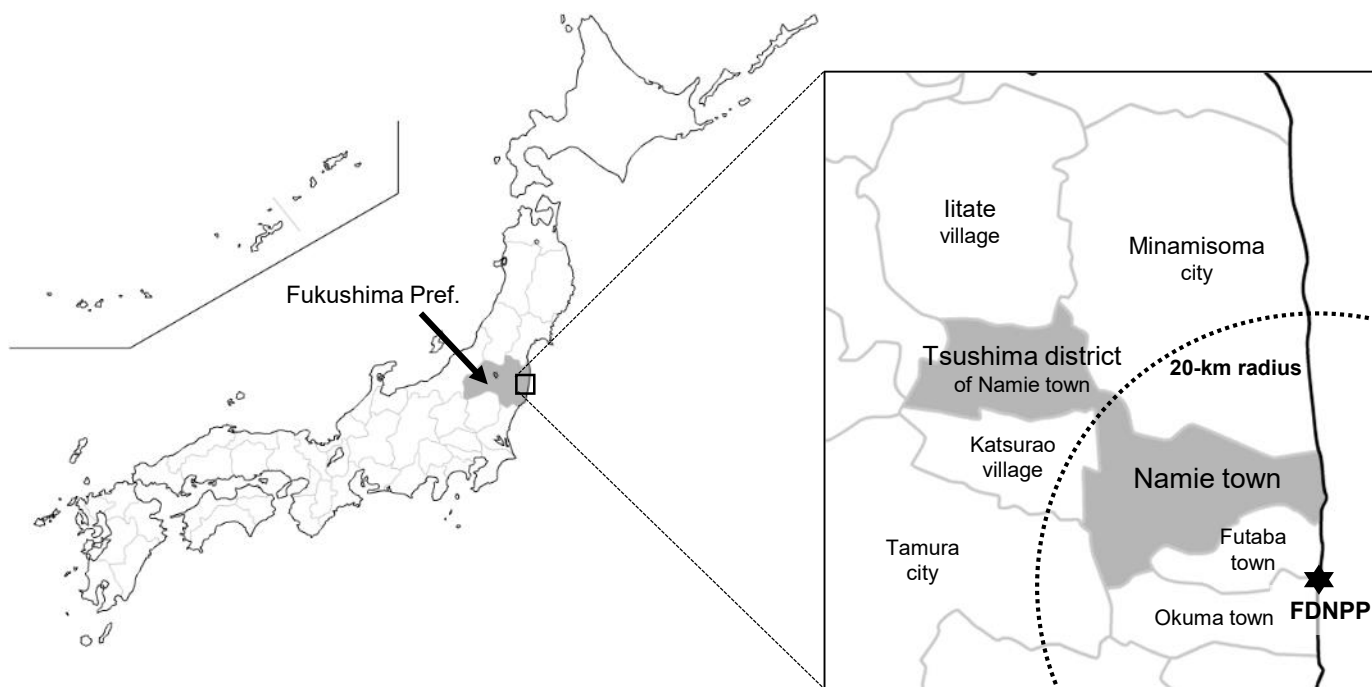 Fukushima Pref.
Iitate
village
Minamisoma
city
Tsushima district
of Namie town
20-km radius
Katsurao
village
Namie town
Tamura
city
Futaba
town
Okuma town
FDNPP